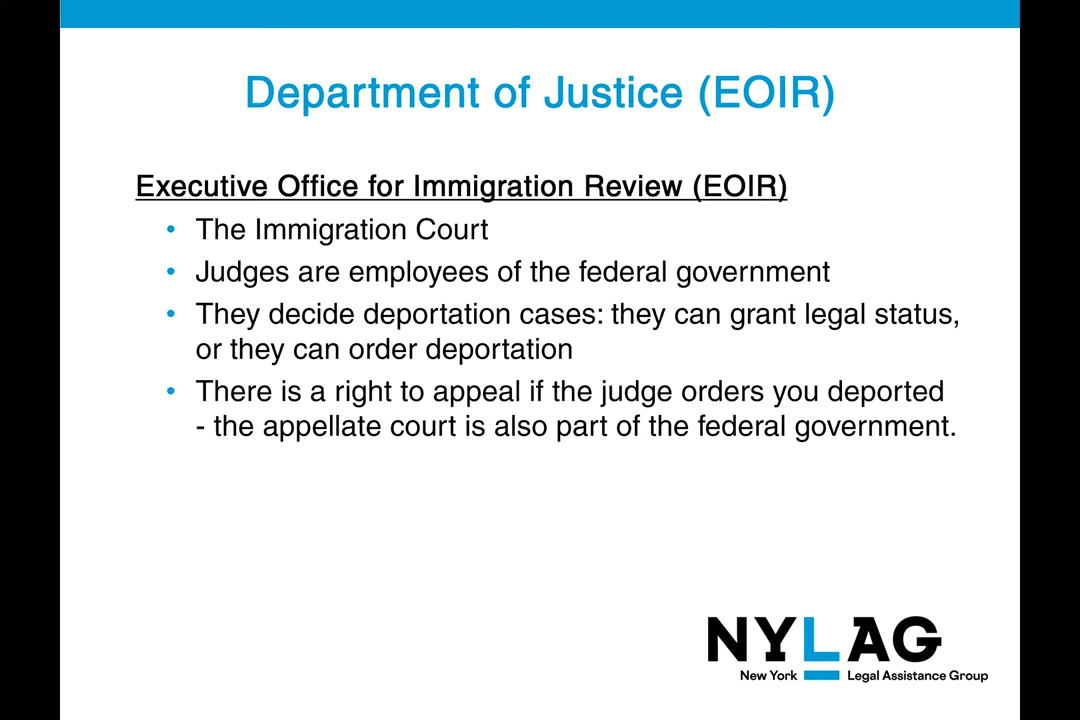 Department of Justice (EOIR)
Executive Office for Immigration Review (EOIR)
• The Immigration Court
• Judges are employees of the federal government
• They decide deportation cases: they can grant legal status,
or they can order deportation
• There is a right to appeal if the judge orders you deported
- the appellate court is also part of the federal government.
NYLAG
New York Legal Assistance Group